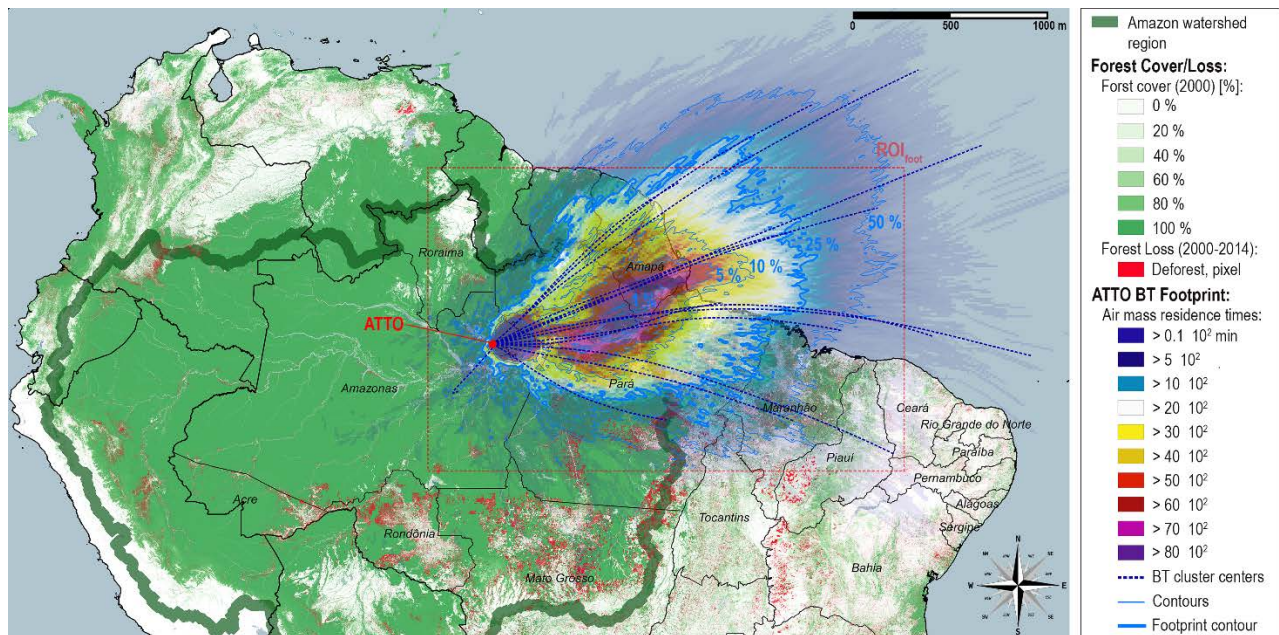 0
500
1000 m
ROIfoot
50 %
25 %
10 %
5 %
Roraima
Amapá
ATTO
Amazonas
Pará
Maranhão
Ceará
Rio Grande do Norte
Paraíba
Piauí
Pernambuco
Alagoas
Sergipe
Acre
Rondônia
Tocantins
Mato Grosso
Bahia
N
W
E
S
Amazon watershed
region
Forest Cover/Loss:
Forst cover (2000) [%]:
0 %
20 %
40 %
60 %
80 %
100 %
Forest Loss (2000-2014):
Deforest, pixel
ATTO BT Footprint:
Air mass residence times:
> 0.1 10² min
> 5 10²
> 10 10²
> 20 10²
> 30 10²
> 40 10²
> 50 10²
> 60 10²
> 70 10²
> 80 10²
BT cluster centers
Contours
Footprint contour